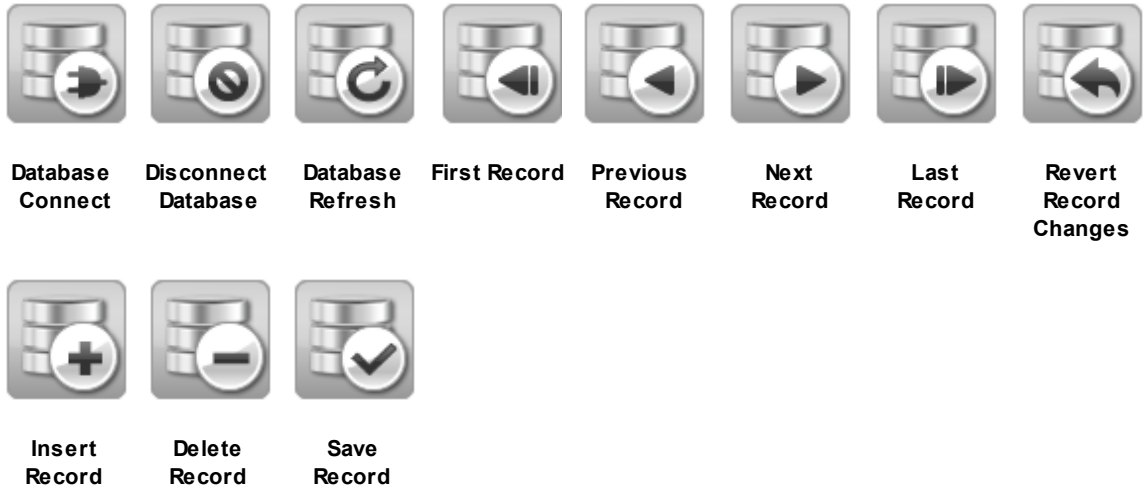 Database Connect
Disconnect Database
Database Refresh
First Record
Previous Record
Next Record
Last Record
Revert Record Changes
Insert Record
Delete Record
Save Record